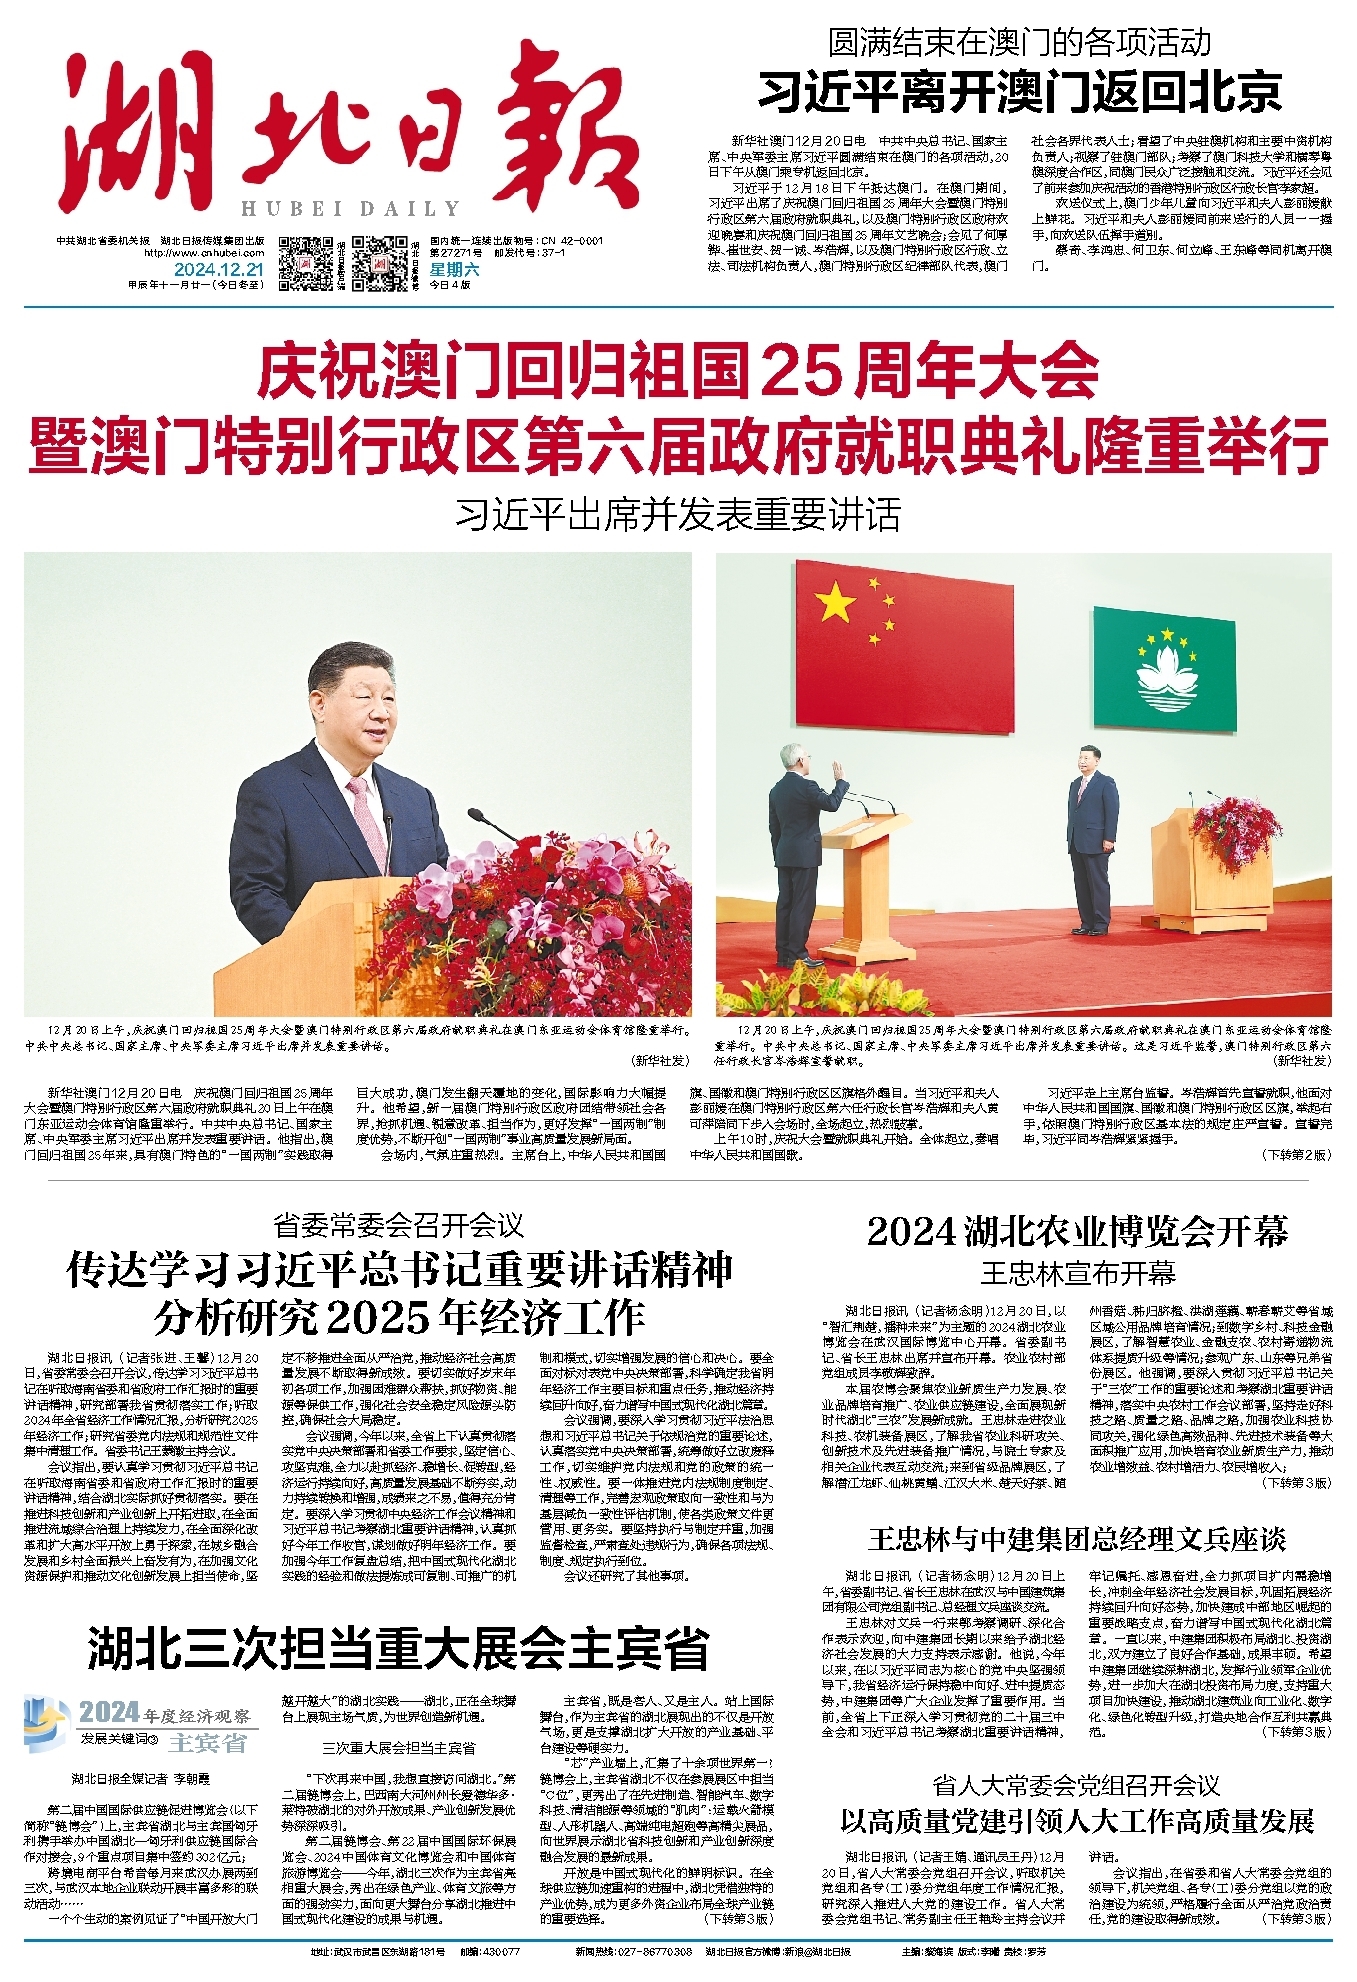 湖北日報
HUBEI DAILY
中共湖北省委机关报　湖北日报传媒集团出版
http://www.cnhubei.com
2024.12.21
甲辰年十一月廿一(今日冬至)
国内统一连续出版物号：CN 42-0001
第27271号　邮发代号：37-1
星期六
今日4版
圆满结束在澳门的各项活动
习近平离开澳门返回北京
新华社澳门12月20日电　中共中央总书记、国家主
席、中央军委主席习近平圆满结束在澳门的各项活动，20
日下午从澳门乘专机返回北京。
习近平于12月18日下午抵达澳门。在澳门期间，
习近平出席了庆祝澳门回归祖国25周年大会暨澳门特别
行政区第六届政府就职典礼，以及澳门特别行政区政府欢
迎晚宴和庆祝澳门回归祖国25周年文艺晚会；会见了何厚
铧、崔世安、贺一诚、岑浩辉，以及澳门特别行政区行政、立
法、司法机构负责人，澳门特别行政区纪律部队代表，澳门
社会各界代表人士；看望了中央驻澳机构和主要中资机构
负责人；视察了驻澳门部队；考察了澳门科技大学和横琴粤
澳深度合作区，同澳门民众广泛接触和交流。习近平还会见
了前来参加庆祝活动的香港特别行政区行政长官李家超。
欢送仪式上，澳门少年儿童向习近平和夫人彭丽媛献
上鲜花。习近平和夫人彭丽媛同前来送行的人员一一握
手，向欢送队伍挥手道别。
蔡奇、李鸿忠、何卫东、何立峰、王东峰等同机离开澳
门。
庆祝澳门回归祖国25周年大会
暨澳门特别行政区第六届政府就职典礼隆重举行
习近平出席并发表重要讲话
12月20日上午，庆祝澳门回归祖国25周年大会暨澳门特别行政区第六届政府就职典礼在澳门东亚运动会体育馆隆重举行。
中共中央总书记、国家主席、中央军委主席习近平出席并发表重要讲话。
（新华社发）
12月20日上午，庆祝澳门回归祖国25周年大会暨澳门特别行政区第六届政府就职典礼在澳门东亚运动会体育馆隆
重举行。中共中央总书记、国家主席、中央军委主席习近平出席并发表重要讲话。这是习近平监誓，澳门特别行政区第六
任行政长官岑浩辉宣誓就职。（新华社发）
新华社澳门12月20日电　庆祝澳门回归祖国25周年
大会暨澳门特别行政区第六届政府就职典礼20日上午在澳
门东亚运动会体育馆隆重举行。中共中央总书记、国家主
席、中央军委主席习近平出席并发表重要讲话。他指出，澳
门回归祖国25年来，具有澳门特色的“一国两制”实践取得
巨大成功，澳门发生翻天覆地的变化，国际影响力大幅提
升。他希望，新一届澳门特别行政区政府团结带领社会各
界，抢抓机遇、锐意改革、担当作为，更好发挥“一国两制”制
度优势，不断开创“一国两制”事业高质量发展新局面。
会场内，气氛庄重热烈。主席台上，中华人民共和国国
旗、国徽和澳门特别行政区区旗格外醒目。当习近平和夫人
彭丽媛在澳门特别行政区第六任行政长官岑浩辉和夫人黄
可萍陪同下步入会场时，全场起立，热烈鼓掌。
上午10时，庆祝大会暨就职典礼开始。全体起立，奏唱
中华人民共和国国歌。
习近平走上主席台监誓。岑浩辉首先宣誓就职，他面对
中华人民共和国国旗、国徽和澳门特别行政区区旗，举起右
手，依照澳门特别行政区基本法的规定庄严宣誓。宣誓完
毕，习近平同岑浩辉紧紧握手。
（下转第2版）
省委常委会召开会议
传达学习习近平总书记重要讲话精神
分析研究2025年经济工作
湖北日报讯（记者张进、王馨）12月20
日，省委常委会召开会议，传达学习习近平总书
记在听取海南省委和省政府工作汇报时的重要
讲话精神，研究部署我省贯彻落实工作；听取
2024年全省经济工作情况汇报，分析研究2025
年经济工作；研究省委党内法规和规范性文件
集中清理工作。省委书记王蒙徽主持会议。
会议指出，要认真学习贯彻习近平总书记
在听取海南省委和省政府工作汇报时的重要
讲话精神，结合湖北实际抓好贯彻落实。要在
推进科技创新和产业创新上开拓进取，在全面
推进流域综合治理上持续发力，在全面深化改
革和扩大高水平开放上勇于探索，在城乡融合
发展和乡村全面振兴上奋发有为，在加强文化
资源保护和推动文化创新发展上担当使命，坚
定不移推进全面从严治党，推动经济社会高质
量发展不断取得新成效。要切实做好岁末年
初各项工作，加强困难群众帮扶，抓好物资、能
源等保供工作，强化社会安全稳定风险源头防
控，确保社会大局稳定。
会议强调，今年以来，全省上下认真贯彻落
实党中央决策部署和省委工作要求，坚定信心、
攻坚克难，全力以赴抓经济、稳增长、促转型，经
济运行持续向好，高质量发展基础不断夯实，动
力持续转换和增强，成绩来之不易，值得充分肯
定。要深入学习贯彻中央经济工作会议精神和
习近平总书记考察湖北重要讲话精神，认真抓
好今年工作收官，谋划做好明年经济工作。要
加强今年工作复盘总结，把中国式现代化湖北
实践的经验和做法提炼成可复制、可推广的机
制和模式，切实增强发展的信心和决心。要全
面对标对表党中央决策部署，科学确定我省明
年经济工作主要目标和重点任务，推动经济持
续回升向好，奋力谱写中国式现代化湖北篇章。
会议强调，要深入学习贯彻习近平法治思
想和习近平总书记关于依规治党的重要论述，
认真落实党中央决策部署，统筹做好立改废释
工作，切实维护党内法规和党的政策的统一
性、权威性。要一体推进党内法规制度制定、
清理等工作，完善宏观政策取向一致性和与为
基层减负一致性评估机制，使各类政策文件更
管用、更务实。要坚持执行与制定并重，加强
监督检查，严肃查处违规行为，确保各项法规、
制度、规定执行到位。
会议还研究了其他事项。
2024湖北农业博览会开幕
王忠林宣布开幕
湖北日报讯（记者杨念明）12月20日，以
“智汇荆楚，播种未来”为主题的2024湖北农业
博览会在武汉国际博览中心开幕。省委副书
记、省长王忠林出席并宣布开幕。农业农村部
党组成员李敬辉致辞。
本届农博会聚焦农业新质生产力发展、农
业品牌培育推广、农业供应链建设，全面展现新
时代湖北“三农”发展新成就。王忠林走进农业
科技、农机装备展区，了解我省农业科研攻关、
创新技术及先进装备推广情况，与院士专家及
相关企业代表互动交流；来到省级品牌展区，了
解潜江龙虾、仙桃黄鳝、江汉大米、楚天好茶、随
州香菇、秭归脐橙、洪湖莲藕、蕲春蕲艾等省域
区域公用品牌培育情况；到数字乡村、科技金融
展区，了解智慧农业、金融支农、农村寄递物流
体系提质升级等情况；参观广东、山东等兄弟省
份展区。他强调，要深入贯彻习近平总书记关
于“三农”工作的重要论述和考察湖北重要讲话
精神，落实中央农村工作会议部署，坚持走好科
技之路、质量之路、品牌之路，加强农业科技协
同攻关，强化绿色高效品种、先进技术装备等大
面积推广应用，加快培育农业新质生产力，推动
农业增效益、农村增活力、农民增收入；
（下转第3版）
王忠林与中建集团总经理文兵座谈
湖北日报讯（记者杨念明）12月20日上
午，省委副书记、省长王忠林在武汉与中国建筑集
团有限公司党组副书记、总经理文兵座谈交流。
王忠林对文兵一行来鄂考察调研、深化合
作表示欢迎，向中建集团长期以来给予湖北经
济社会发展的大力支持表示感谢。他说，今年
以来，在以习近平同志为核心的党中央坚强领
导下，我省经济运行保持稳中向好、进中提质态
势，中建集团等广大企业发挥了重要作用。当
前，全省上下正深入学习贯彻党的二十届三中
全会和习近平总书记考察湖北重要讲话精神，
牢记嘱托、感恩奋进，全力抓项目扩内需稳增
长，冲刺全年经济社会发展目标，巩固拓展经济
持续回升向好态势，加快建成中部地区崛起的
重要战略支点，奋力谱写中国式现代化湖北篇
章。一直以来，中建集团积极布局湖北、投资湖
北，双方建立了良好合作基础，成果丰硕。希望
中建集团继续深耕湖北，发挥行业领军企业优
势，进一步加大在湖北投资布局力度，支持重大
项目加快建设，推动湖北建筑业向工业化、数字
化、绿色化转型升级，打造央地合作互利共赢典
范。（下转第3版）
湖北三次担当重大展会主宾省
2024年度经济观察
发展关键词③
主宾省
湖北日报全媒记者 李朝霞
第二届中国国际供应链促进博览会（以下
简称“链博会”）上，主宾省湖北与主宾国匈牙
利携手举办中国湖北—匈牙利供应链国际合
作对接会，9个重点项目集中签约302亿元；
跨境电商平台希音每月来武汉办展两到
三次，与武汉本地企业联动开展丰富多彩的联
动活动……
一个个生动的案例见证了“中国开放大门
越开越大”的湖北实践——湖北，正在全球舞
台上展现主场气质，为世界创造新机遇。
三次重大展会担当主宾省
“下次再来中国，我想直接访问湖北。”第
二届链博会上，巴西南大河州州长爱德华多·
莱特被湖北的对外开放成果、产业创新发展优
势深深吸引。
第二届链博会、第22届中国国际环保展
览会、2024中国体育文化博览会和中国体育
旅游博览会——今年，湖北三次作为主宾省亮
相重大展会，秀出在绿色产业、体育文旅等方
面的强劲实力，面向更大舞台分享湖北推进中
国式现代化建设的成果与机遇。
主宾省，既是客人、又是主人。站上国际
舞台，作为主宾省的湖北展现出的不仅是开放
气场，更是支撑湖北扩大开放的产业基础、平
台建设等硬实力。
“芯”产业墙上，汇集了十余项世界第一！
链博会上，主宾省湖北不仅在参展展区中担当
“C位”，更秀出了在先进制造、智能汽车、数字
科技、清洁能源等领域的“肌肉”：运载火箭模
型、人形机器人、高端纯电超跑等高精尖展品，
向世界展示湖北省科技创新和产业创新深度
融合发展的最新成果。
开放是中国式现代化的鲜明标识。在全
球供应链加速重构的进程中，湖北凭借独特的
产业优势，成为更多外资企业布局全球产业链
的重要选择。（下转第3版）
省人大常委会党组召开会议
以高质量党建引领人大工作高质量发展
湖北日报讯（记者王婧、通讯员王丹）12月
20日，省人大常委会党组召开会议，听取机关
党组和各专（工）委分党组年度工作情况汇报，
研究深入推进人大党的建设工作。省人大常
委会党组书记、常务副主任王艳玲主持会议并
讲话。
会议指出，在省委和省人大常委会党组的
领导下，机关党组、各专（工）委分党组以党的政
治建设为统领，严格履行全面从严治党政治责
任，党的建设取得新成效。（下转第3版）
地址：武汉市武昌区东湖路181号　邮编：430077　新闻热线：027-86770308　湖北日报官方微博：新浪@湖北日报　主编：蔡海滨 版式：李曦 责校：罗芳